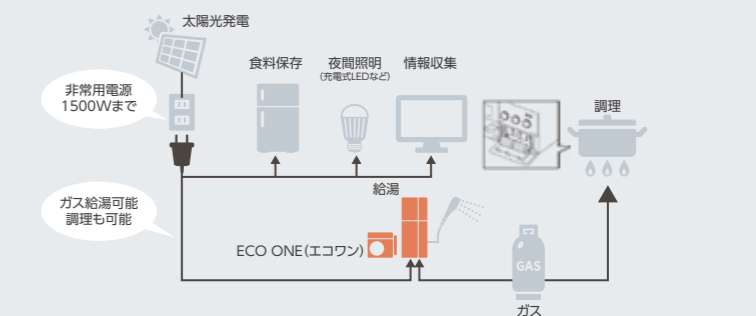 太陽光発電
非常用電源
1500Wまで
食料保存
夜間照明
(充電式LEDなど)
情報収集
調理
ガス給湯可能
調理も可能
給湯
ECO ONE(エコワン)
GAS
ガス